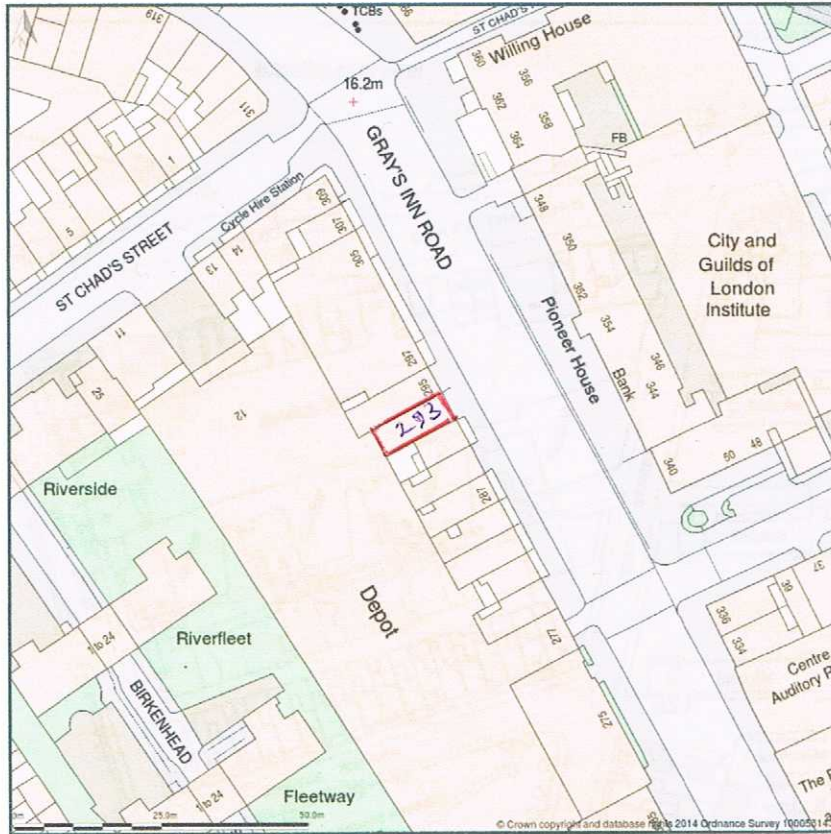 319
311
TCBs
ST CHAD'S
16.2m
360
Willing House
356
362
358
364
FB
1
5
ST CHAD'S STREET
Cycle Hire Station
309
307
305
GRAY'S INN ROAD
348
350
352
354
346
344
Bank
340
50
48
City and
Guilds of
London
Institute
Pioneer House
13
14
11
25
12
297
295
293
287
277
275
Riverside
Riverfleet
1 to 24
BIRKENHEAD
1 to 24
Fleetway
Depot
336
334
39
37
Centre
Auditory
The
25.0m
50.0m
© Crown copyright and database rights 2014 Ordnance Survey